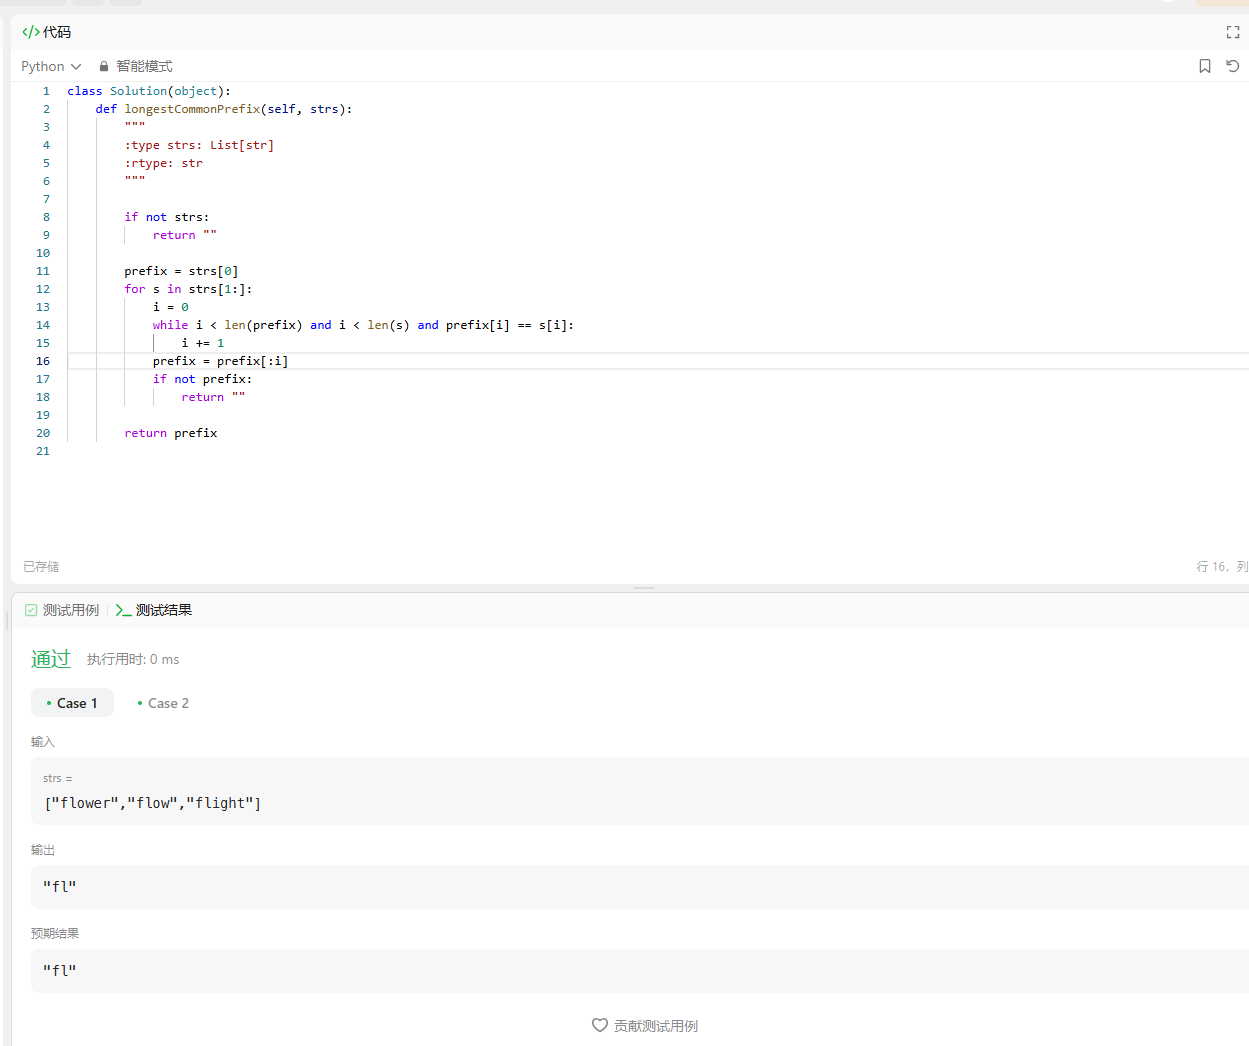 </> 代码
Python 智能模式
1 class Solution(object):
2     def longestCommonPrefix(self, strs):
3         """
4         :type strs: List[str]
5         :rtype: str
6         """
7
8         if not strs:
9             return ""
10
11         prefix = strs[0]
12         for s in strs[1:]:
13             i = 0
14             while i < len(prefix) and i < len(s) and prefix[i] == s[i]:
15                 i += 1
16             prefix = prefix[:i]
17             if not prefix:
18                 return ""
19
20         return prefix
21
已存储 行 16，列
测试用例 | >_ 测试结果
通过 执行用时: 0 ms
• Case 1 • Case 2
输入
strs =
["flower","flow","flight"]
输出
"fl"
预期结果
"fl"
贡献测试用例